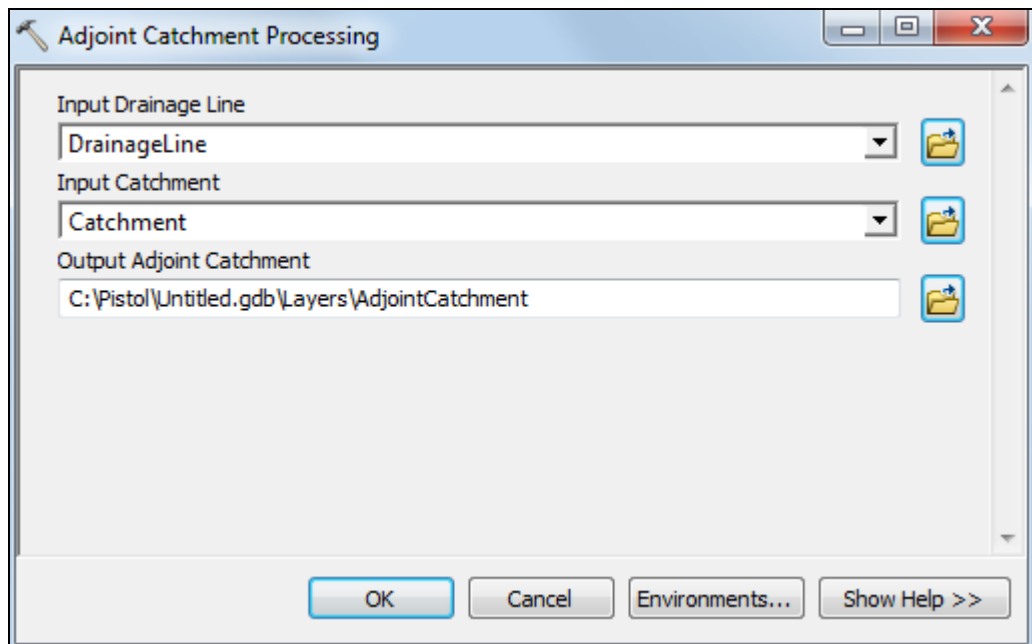 Adjoint Catchment Processing
Input Drainage Line
DrainageLine
Input Catchment
Catchment
Output Adjoint Catchment
C:\Pistol\Untitled.gdb\Layers\AdjointCatchment
OK Cancel Environments... Show Help >>